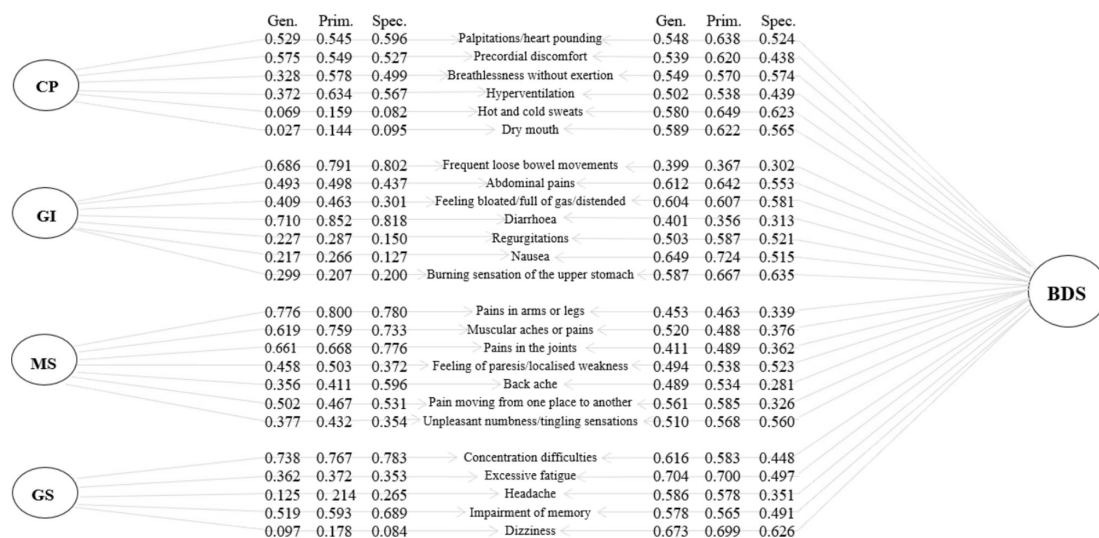 Gen. Prim. Spec. Gen. Prim. Spec.
0.529 0.545 0.596 Palpitations/heart pounding 0.548 0.638 0.524
0.575 0.549 0.527 Precordial discomfort 0.539 0.620 0.438
CP 0.328 0.578 0.499 Breathlessness without exertion 0.549 0.570 0.574
0.372 0.634 0.567 Hyperventilation 0.502 0.538 0.439
0.069 0.159 0.082 Hot and cold sweats 0.580 0.649 0.623
0.027 0.144 0.095 Dry mouth 0.589 0.622 0.565
0.686 0.791 0.802 Frequent loose bowel movements 0.399 0.367 0.302
0.493 0.498 0.437 Abdominal pains 0.612 0.642 0.553
0.409 0.463 0.301 Feeling bloated/full of gas/distended 0.604 0.607 0.581
GI 0.710 0.852 0.818 Diarrhoea 0.401 0.356 0.313
0.227 0.287 0.150 Regurgitations 0.503 0.587 0.521
0.217 0.266 0.127 Nausea 0.649 0.724 0.515
0.299 0.207 0.200 Burning sensation of the upper stomach 0.587 0.667 0.635
BDS
0.776 0.800 0.780 Pains in arms or legs 0.453 0.463 0.339
0.619 0.759 0.733 Muscular aches or pains 0.520 0.488 0.376
0.661 0.668 0.776 Pains in the joints 0.411 0.489 0.362
MS 0.458 0.503 0.372 Feeling of paresis/localised weakness 0.494 0.538 0.523
0.356 0.411 0.596 Back ache 0.489 0.534 0.281
0.502 0.467 0.531 Pain moving from one place to another 0.561 0.585 0.326
0.377 0.432 0.354 Unpleasant numbness/tingling sensations 0.510 0.568 0.560
0.738 0.767 0.783 Concentration difficulties 0.616 0.583 0.448
0.362 0.372 0.353 Excessive fatigue 0.704 0.700 0.497
GS 0.125 0. 214 0.265 Headache 0.586 0.578 0.351
0.519 0.593 0.689 Impairment of memory 0.578 0.565 0.491
0.097 0.178 0.084 Dizziness 0.673 0.699 0.626